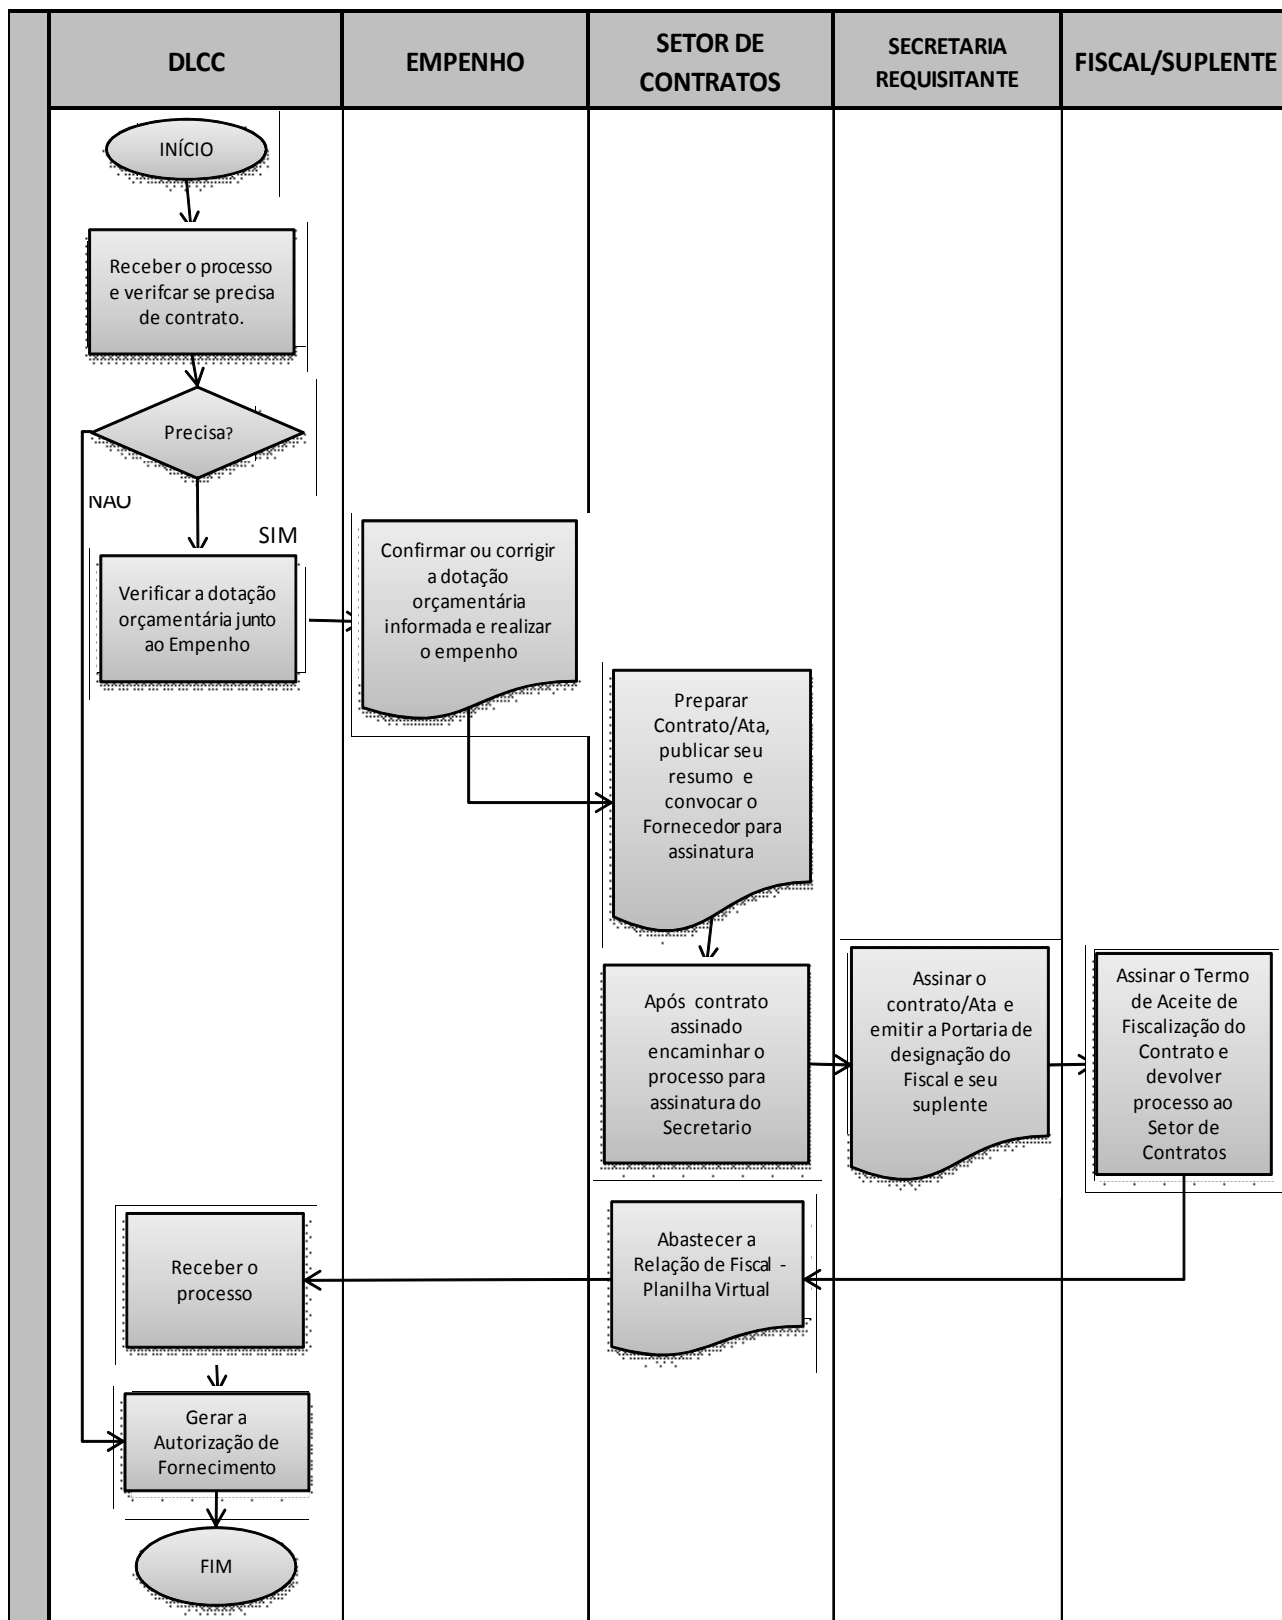 DLCC
EMPENHO
SETOR DE
CONTRATOS
SECRETARIA
REQUISITANTE
FISCAL/SUPLENTE
INÍCIO
Receber o processo
e verifcar se precisa
de contrato.
Precisa?
NÃO
SIM
Verificar a dotação
orçamentária junto
ao Empenho
Confirmar ou corrigir
a dotação
orçamentária
informada e realizar
o empenho
Preparar
Contrato/Ata,
publicar seu
resumo e
convocar o
Fornecedor para
assinatura
Após contrato
assinado
encaminhar o
processo para
assinatura do
Secretario
Assinar o
contrato/Ata e
emitir a Portaria de
designação do
Fiscal e seu
suplente
Assinar o Termo
de Aceite de
Fiscalização do
Contrato e
devolver
processo ao
Setor de
Contratos
Abastecer a
Relação de Fiscal -
Planilha Virtual
Receber o
processo
Gerar a
Autorização de
Fornecimento
FIM